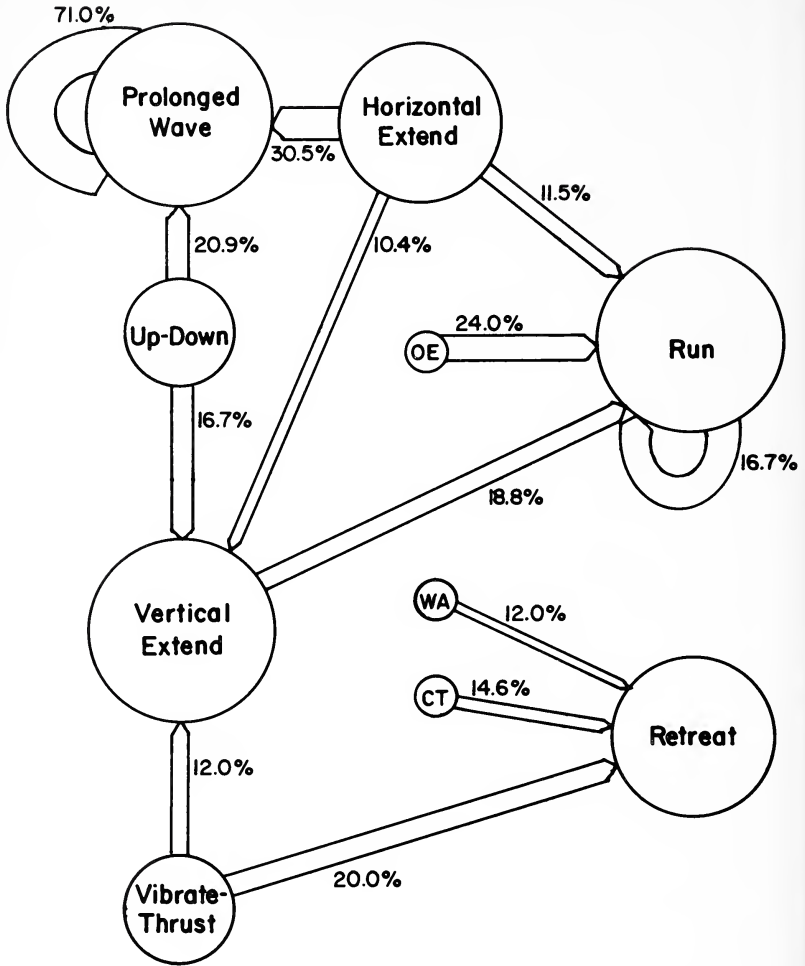 71.0%
Prolonged
Wave
Horizontal
Extend
30.5%
11.5%
20.9%
10.4%
Up-Down
OE
24.0%
Run
16.7%
16.7%
18.8%
Vertical
Extend
WA
12.0%
CT
14.6%
Retreat
12.0%
20.0%
Vibrate-
Thrust